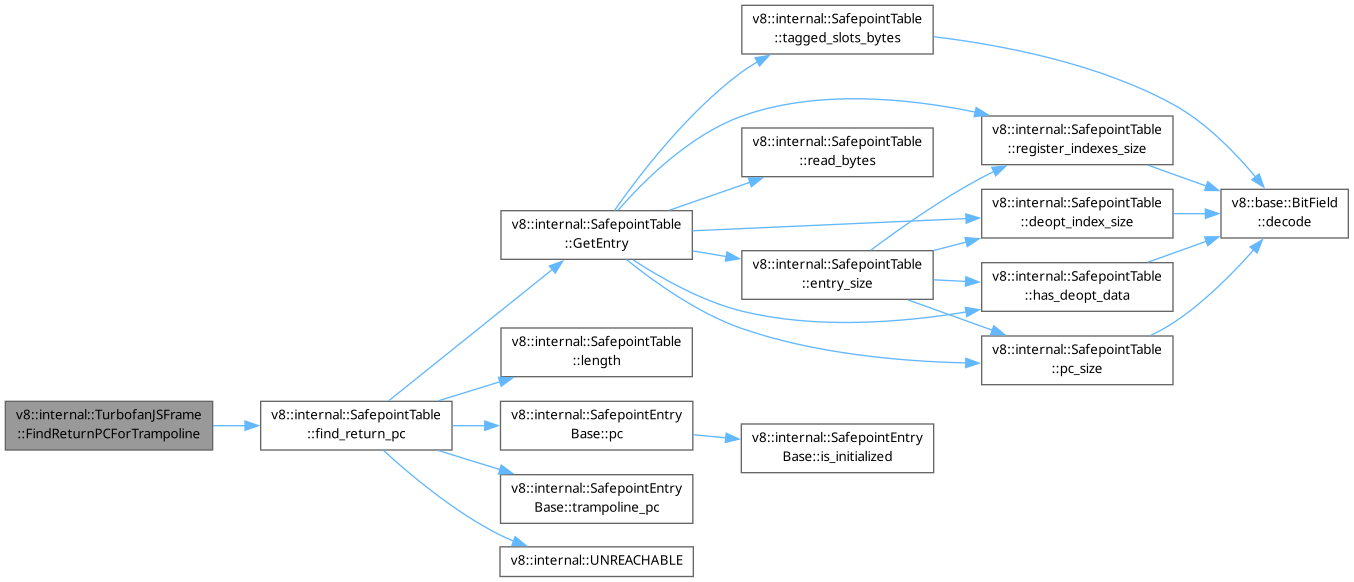 v8::internal::TurbofanJSFrame
::FindReturnPCForTrampoline
v8::internal::SafepointTable
::find_return_pc
v8::internal::SafepointTable
::GetEntry
v8::internal::SafepointTable
::length
v8::internal::SafepointEntry
Base::pc
v8::internal::SafepointEntry
Base::trampoline_pc
v8::internal::UNREACHABLE
v8::internal::SafepointTable
::tagged_slots_bytes
v8::internal::SafepointTable
::read_bytes
v8::internal::SafepointTable
::entry_size
v8::internal::SafepointEntry
Base::is_initialized
v8::internal::SafepointTable
::register_indexes_size
v8::internal::SafepointTable
::deopt_index_size
v8::internal::SafepointTable
::has_deopt_data
v8::internal::SafepointTable
::pc_size
v8::base::BitField
::decode